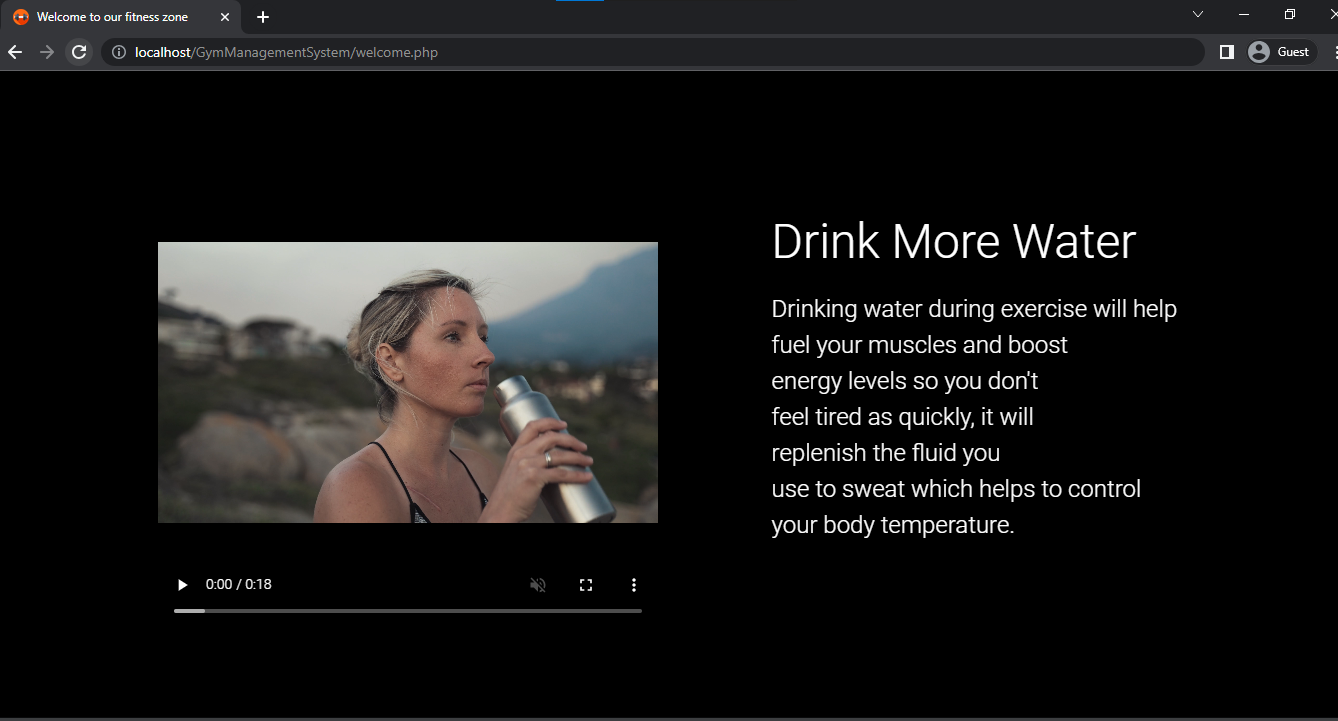 Welcome to our fitness zone
localhost/GymManagementSystem/welcome.php
Guest
Drink More Water
Drinking water during exercise will help
fuel your muscles and boost
energy levels so you don't
feel tired as quickly, it will
replenish the fluid you
use to sweat which helps to control
your body temperature.
0:00 / 0:18